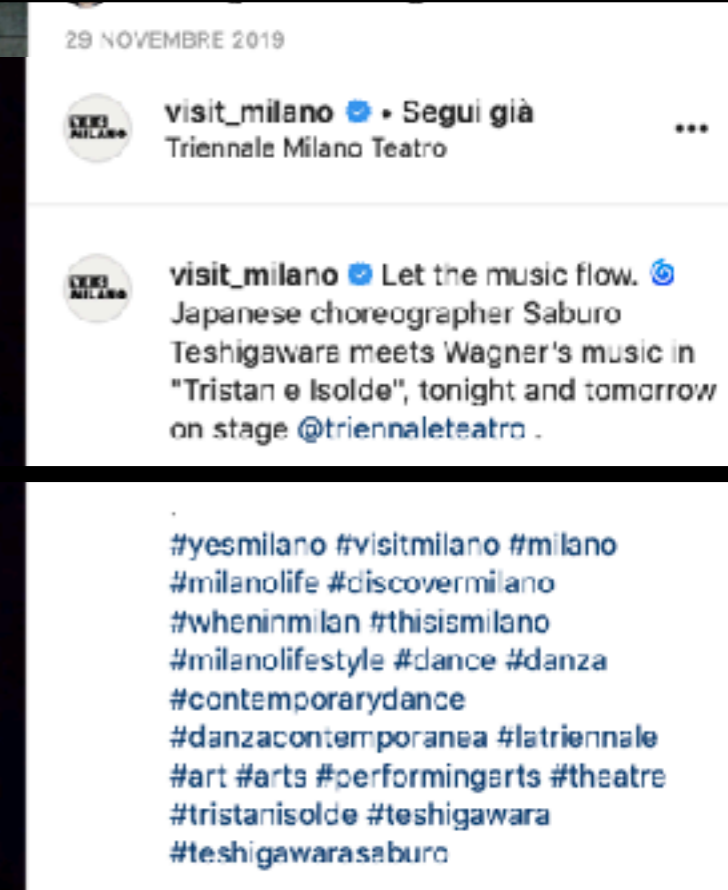 29 NOVEMBRE 2019
visit_milano • Segui già
Triennale Milano Teatro
•••
YES
MILANO
visit_milano Let the music flow. 🌀
Japanese choreographer Saburo
Teshigawara meets Wagner's music in
"Tristan e Isolde", tonight and tomorrow
on stage @triennaleteatro .
.
#yesmilano #visitmilano #milano
#milanolife #discovermilano
#wheninmilan #thisismilano
#milanolifestyle #dance #danza
#contemporarydance
#danzacontemporanea #latriennale
#art #arts #performingarts #theatre
#tristanisolde #teshigawara
#teshigawarasaburo